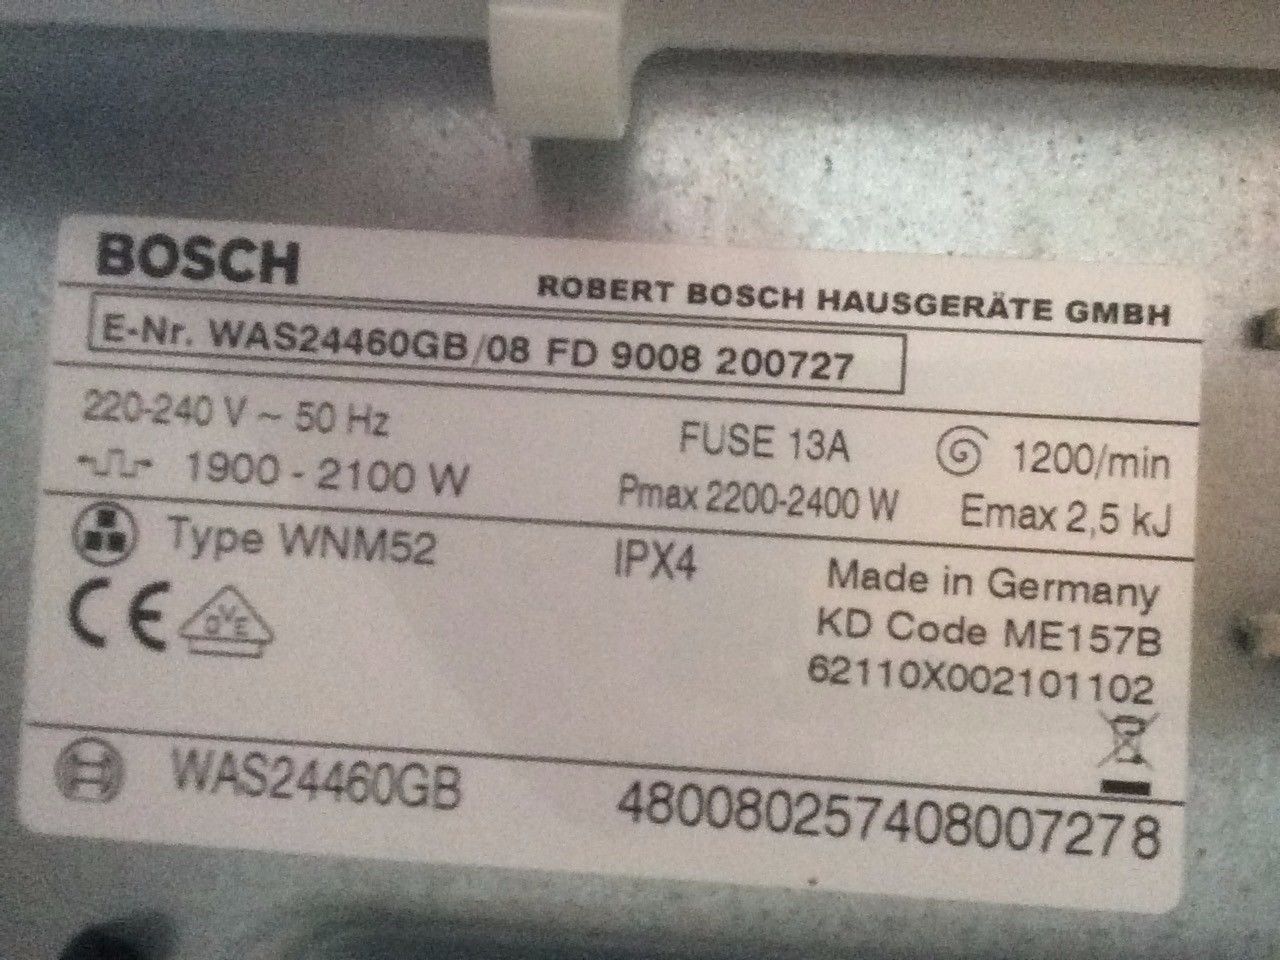 BOSCH
ROBERT BOSCH HAUSGERÄTE GMBH
E-Nr. WAS24460GB/08 FD 9008 200727
220-240 V ~ 50 Hz FUSE 13A 1200/min
1900 - 2100 W Pmax 2200-2400 W Emax 2,5 kJ
Type WNM52 IPX4 Made in Germany
CE OVE KD Code ME157B
62110X002101102
WAS24460GB 480080257408007278